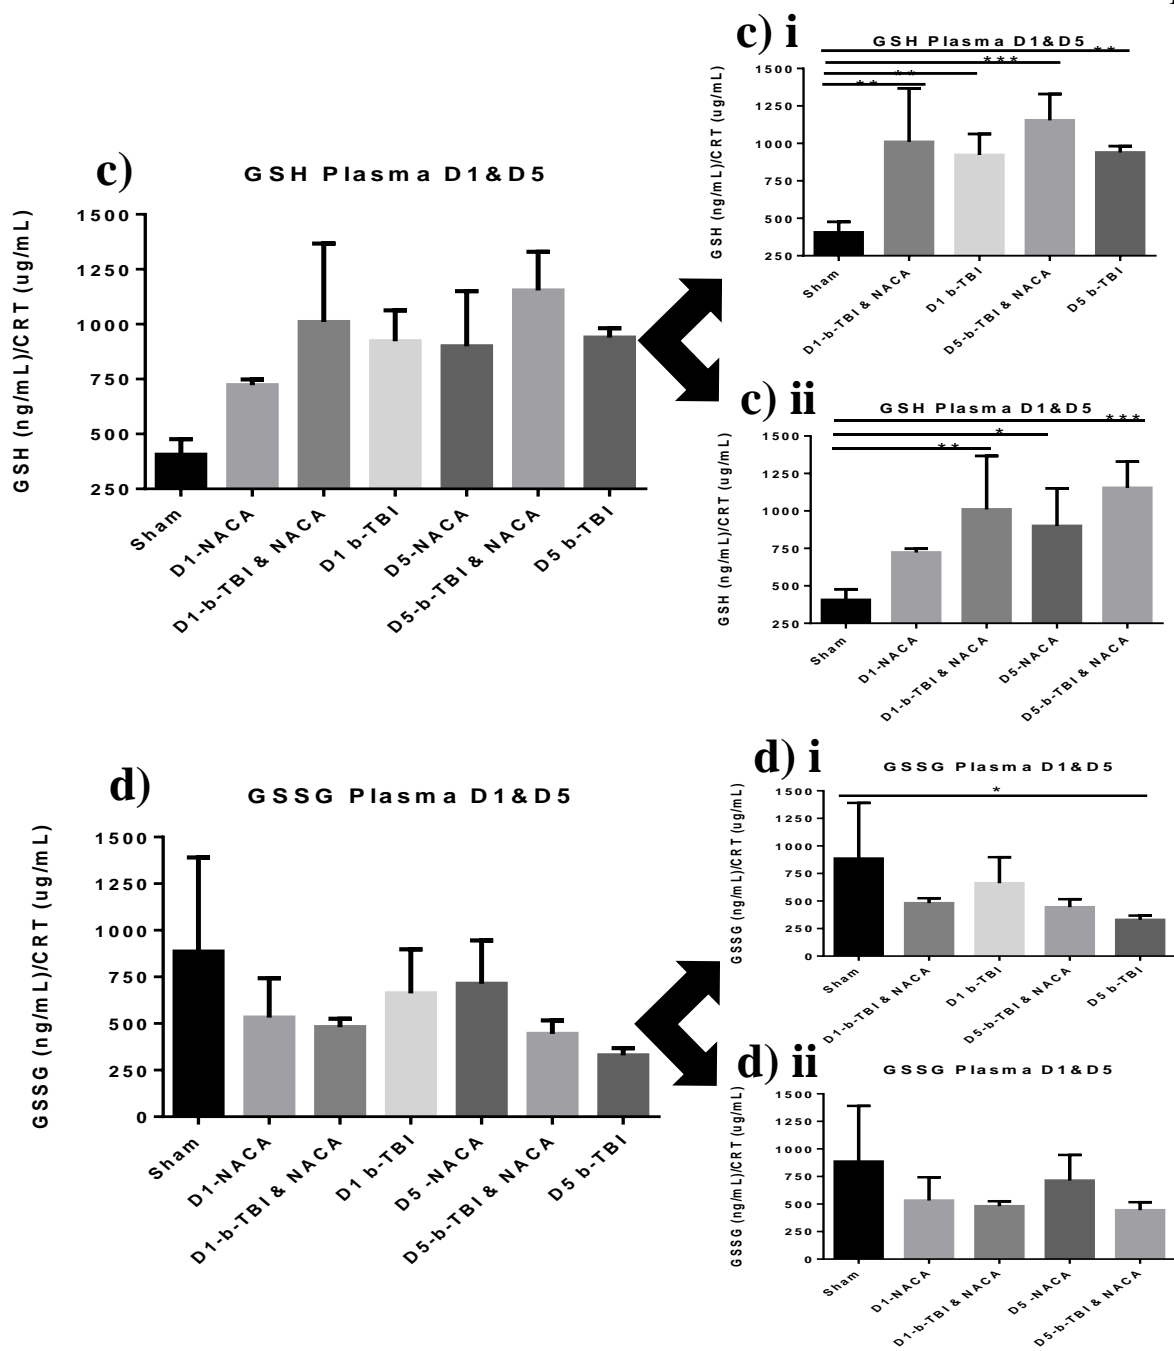 c)
GSH Plasma D1&D5
GSH (ng/mL)/CRT (ug/mL)
1500
1250
1000
750
500
250
Sham
D1-NACA
D1-b-TBI & NACA
D1 b-TBI
D5-NACA
D5-b-TBI & NACA
D5 b-TBI
c) i
GSH Plasma D1&D5
**
***
**
**
GSH (ng/mL)/CRT (ug/mL)
1500
1250
1000
750
500
250
Sham
D1-b-TBI & NACA
D1 b-TBI
D5-b-TBI & NACA
D5 b-TBI
c) ii
GSH Plasma D1&D5
***
*
**
GSH (ng/mL)/CRT (ug/mL)
1500
1250
1000
750
500
250
Sham
D1-NACA
D1-b-TBI & NACA
D5-NACA
D5-b-TBI & NACA
d)
GSSG Plasma D1&D5
GSSG (ng/mL)/CRT (ug/mL)
1500
1250
1000
750
500
250
0
Sham
D1-NACA
D1-b-TBI & NACA
D1 b-TBI
D5 -NACA
D5-b-TBI & NACA
D5 b-TBI
d) i
GSSG Plasma D1&D5
*
GSSG (ng/mL)/CRT (ug/mL)
1500
1250
1000
750
500
250
0
Sham
D1-b-TBI & NACA
D1 b-TBI
D5-b-TBI & NACA
D5 b-TBI
d) ii
GSSG Plasma D1&D5
GSSG (ng/mL)/CRT (ug/mL)
1500
1250
1000
750
500
250
0
Sham
D1-NACA
D1-b-TBI & NACA
D5 -NACA
D5-b-TBI & NACA